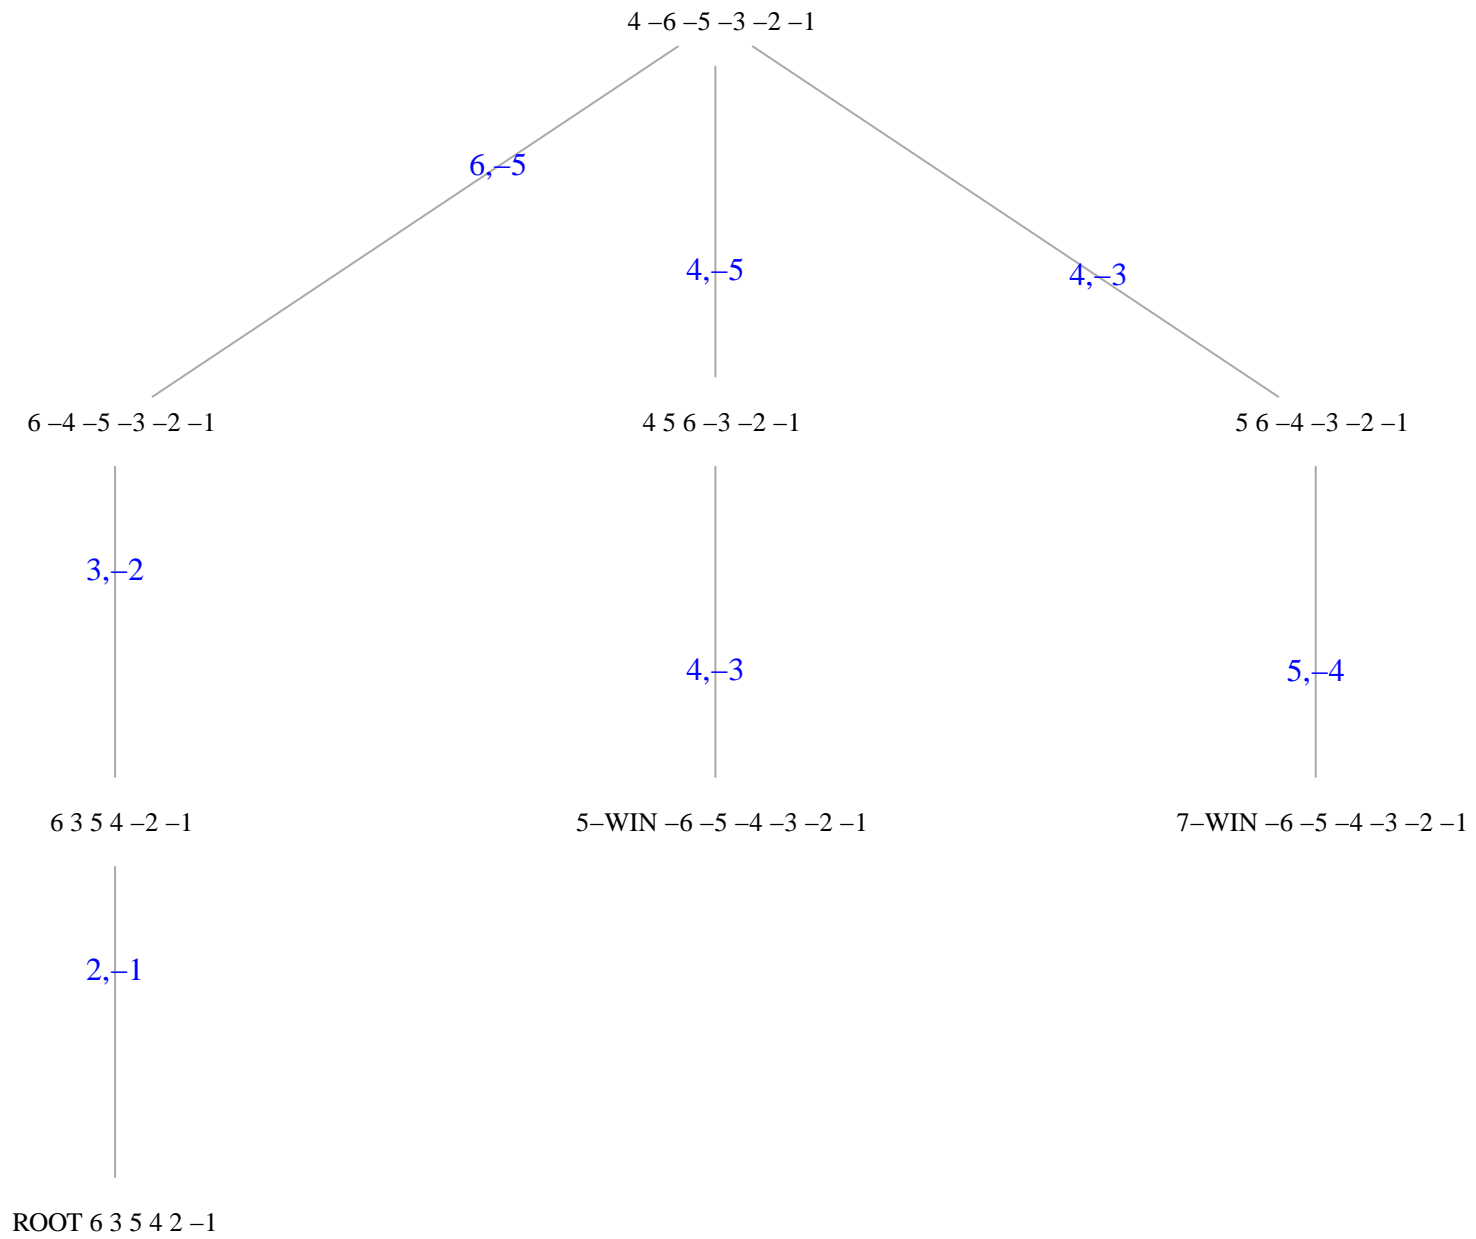 4 –6 –5 –3 –2 –1
6,–5
4,–5
4,–3
6 –4 –5 –3 –2 –1
4 5 6 –3 –2 –1
5 6 –4 –3 –2 –1
3,–2
4,–3
5,–4
6 3 5 4 –2 –1
5–WIN –6 –5 –4 –3 –2 –1
7–WIN –6 –5 –4 –3 –2 –1
2,–1
ROOT 6 3 5 4 2 –1